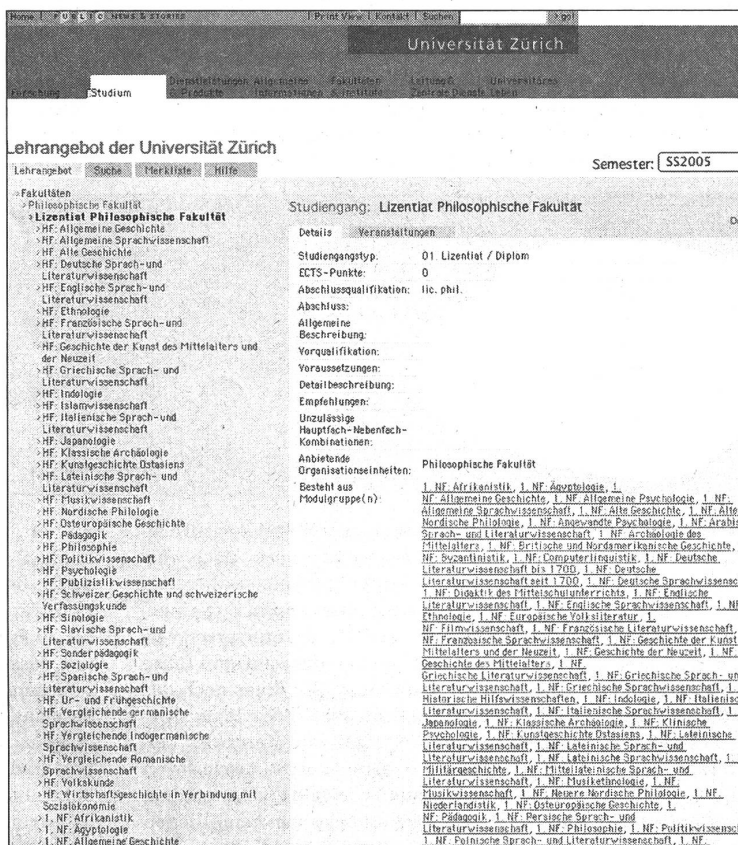 Home | PUBLIC NEWS & STORIES | Print View | Kontakt | Suchen > go!
Universität Zürich
Forschung Studium Dienstleistungen & Produkte Allgemeine Informationen Fakultäten & Institute Leitung & Zentrale Dienste Universitäres Leben
Lehrangebot der Universität Zürich
Lehrangebot Suche Merkliste Hilfe
Semester: SS2005
>Fakultäten
>Philosophische Fakultät
>Lizentiat Philosophische Fakultät
>HF: Allgemeine Geschichte
>HF: Allgemeine Sprachwissenschaft
>HF: Alte Geschichte
>HF: Deutsche Sprach- und
Literaturwissenschaft
>HF: Englische Sprach- und
Literaturwissenschaft
>HF: Ethnologie
>HF: Französische Sprach- und
Literaturwissenschaft
>HF: Geschichte der Kunst des Mittelalters und
der Neuzeit
>HF: Griechische Sprach- und
Literaturwissenschaft
>HF: Indologie
>HF: Islamwissenschaft
>HF: Italienische Sprach- und
Literaturwissenschaft
>HF: Japanologie
>HF: Klassische Archäologie
>HF: Kunstgeschichte Ostasiens
>HF: Lateinische Sprach- und
Literaturwissenschaft
>HF: Musikwissenschaft
>HF: Nordische Philologie
>HF: Osteuropäische Geschichte
>HF: Pädagogik
>HF: Philosophie
>HF: Politikwissenschaft
>HF: Psychologie
>HF: Publizistikwissenschaft
>HF: Schweizer Geschichte und schweizerische
Verfassungskunde
>HF: Sinologie
>HF: Slavische Sprach- und
Literaturwissenschaft
>HF: Sonderpädagogik
>HF: Soziologie
>HF: Spanische Sprach- und
Literaturwissenschaft
>HF: Ur- und Frühgeschichte
>HF: Vergleichende germanische
Sprachwissenschaft
>HF: Vergleichende Indogermanische
Sprachwissenschaft
>HF: Vergleichende Romanische
Sprachwissenschaft
>HF: Volkskunde
>HF: Wirtschaftsgeschichte in Verbindung mit
Sozialökonomie
>1. NF: Afrikanistik
>1. NF: Ägyptologie
>1. NF: Allgemeine Geschichte
Studiengang: Lizentiat Philosophische Fakultät
Details Veranstaltungen
Studiengangstyp: 01. Lizentiat / Diplom
ECTS-Punkte: 0
Abschlussqualifikation: lic. phil.
Abschluss:
Allgemeine
Beschreibung:
Vorqualifikation:
Voraussetzungen:
Detailbeschreibung:
Empfehlungen:
Unzulässige
Hauptfach-Nebenfach-
Kombinationen:
Anbietende
Organisationseinheiten: Philosophische Fakultät
Besteht aus
Modulgruppe(n):
1. NF: Afrikanistik, 1. NF: Ägyptologie, 1.
NF: Allgemeine Geschichte, 1. NF: Allgemeine Psychologie, 1. NF:
Allgemeine Sprachwissenschaft, 1. NF: Alte Geschichte, 1. NF: Alte
Nordische Philologie, 1. NF: Angewandte Psychologie, 1. NF:
Sprach- und Literaturwissenschaft, 1. NF: Archäologie des
Mittelalters, 1. NF: Britische und Nordamerikanische Geschichte,
NF: Byzantinistik, 1. NF: Computerlinguistik, 1. NF: Deutsche
Literaturwissenschaft bis 1700, 1. NF: Deutsche
Literaturwissenschaft seit 1700, 1. NF: Deutsche
1. NF: Didaktik des Mittelschulunterrichts, 1. NF: Englische
Literaturwissenschaft, 1. NF: Englische Sprachwissenschaft, 1.
Ethnologie, 1. NF: Europäische Volksliteratur, 1.
NF: Filmwissenschaft, 1. NF: Französische Literaturwissenschaft,
NF: Französische Sprachwissenschaft, 1. NF: Geschichte der Kunst
Mittelalters und der Neuzeit, 1. NF: Geschichte der Neuzeit, 1. NF:
Geschichte des Mittelalters, 1. NF:
Griechische Literaturwissenschaft, 1. NF: Griechische Sprach- und
Literaturwissenschaft, 1. NF: Griechische Sprachwissenschaft, 1.
Historische Hilfswissenschaften, 1. NF: Indologie, 1. NF:
Literaturwissenschaft, 1. NF: Italienische Sprachwissenschaft, 1.
Japanologie, 1. NF: Klassische Archäologie, 1. NF: Klinische
Psychologie, 1. NF: Kunstgeschichte Ostasiens, 1. NF: Lateinische
Literaturwissenschaft, 1. NF: Lateinische Sprach- und
Literaturwissenschaft, 1. NF: Lateinische Sprachwissenschaft, 1.
Militärgeschichte, 1. NF: Mittellateinische Sprach- und
Literaturwissenschaft, 1. NF: Musikethnologie, 1. NF:
Musikwissenschaft, 1. NF: Neuere Nordische Philologie, 1. NF:
Niederlandistik, 1. NF: Osteuropäische Geschichte, 1.
NF: Pädagogik, 1. NF: Persische Sprach- und
Literaturwissenschaft, 1. NF: Philosophie, 1. NF:
1. NF: Polnische Sprach- und Literaturwissenschaft, 1. NF: